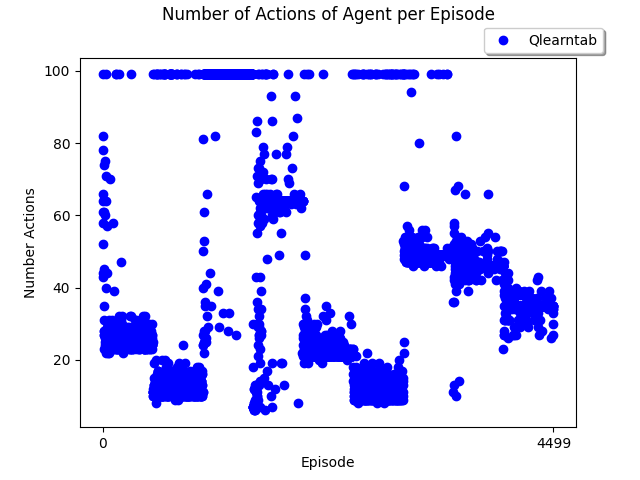 Number of Actions of Agent per Episode
Qlearntab
100
80
60
40
20
Number Actions
0
4499
Episode